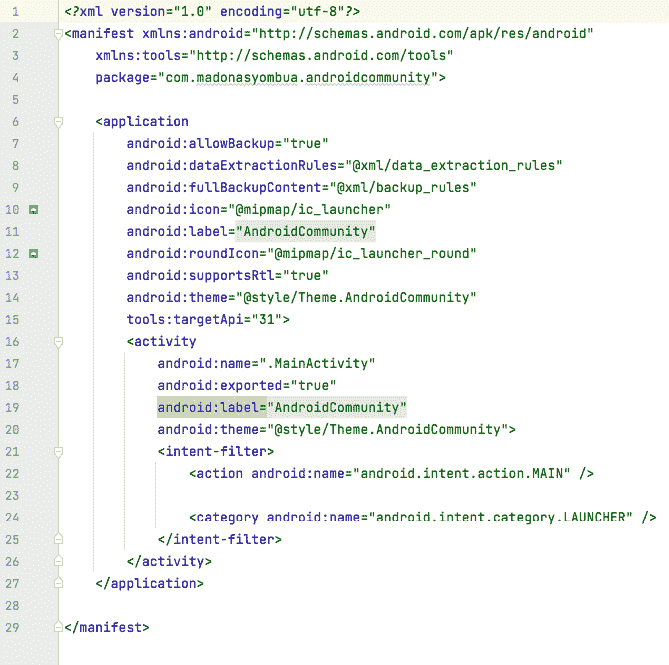 1 <?xml version="1.0" encoding="utf-8"?>
2 <manifest xmlns:android="http://schemas.android.com/apk/res/android"
3     xmlns:tools="http://schemas.android.com/tools"
4     package="com.madonasyombua.androidcommunity">
5
6     <application
7         android:allowBackup="true"
8         android:dataExtractionRules="@xml/data_extraction_rules"
9         android:fullBackupContent="@xml/backup_rules"
10         android:icon="@mipmap/ic_launcher"
11         android:label="AndroidCommunity"
12         android:roundIcon="@mipmap/ic_launcher_round"
13         android:supportsRtl="true"
14         android:theme="@style/Theme.AndroidCommunity"
15         tools:targetApi="31">
16         <activity
17             android:name=".MainActivity"
18             android:exported="true"
19             android:label="AndroidCommunity"
20             android:theme="@style/Theme.AndroidCommunity">
21             <intent-filter>
22                 <action android:name="android.intent.action.MAIN" />
23
24                 <category android:name="android.intent.category.LAUNCHER" />
25             </intent-filter>
26         </activity>
27     </application>
28
29 </manifest>